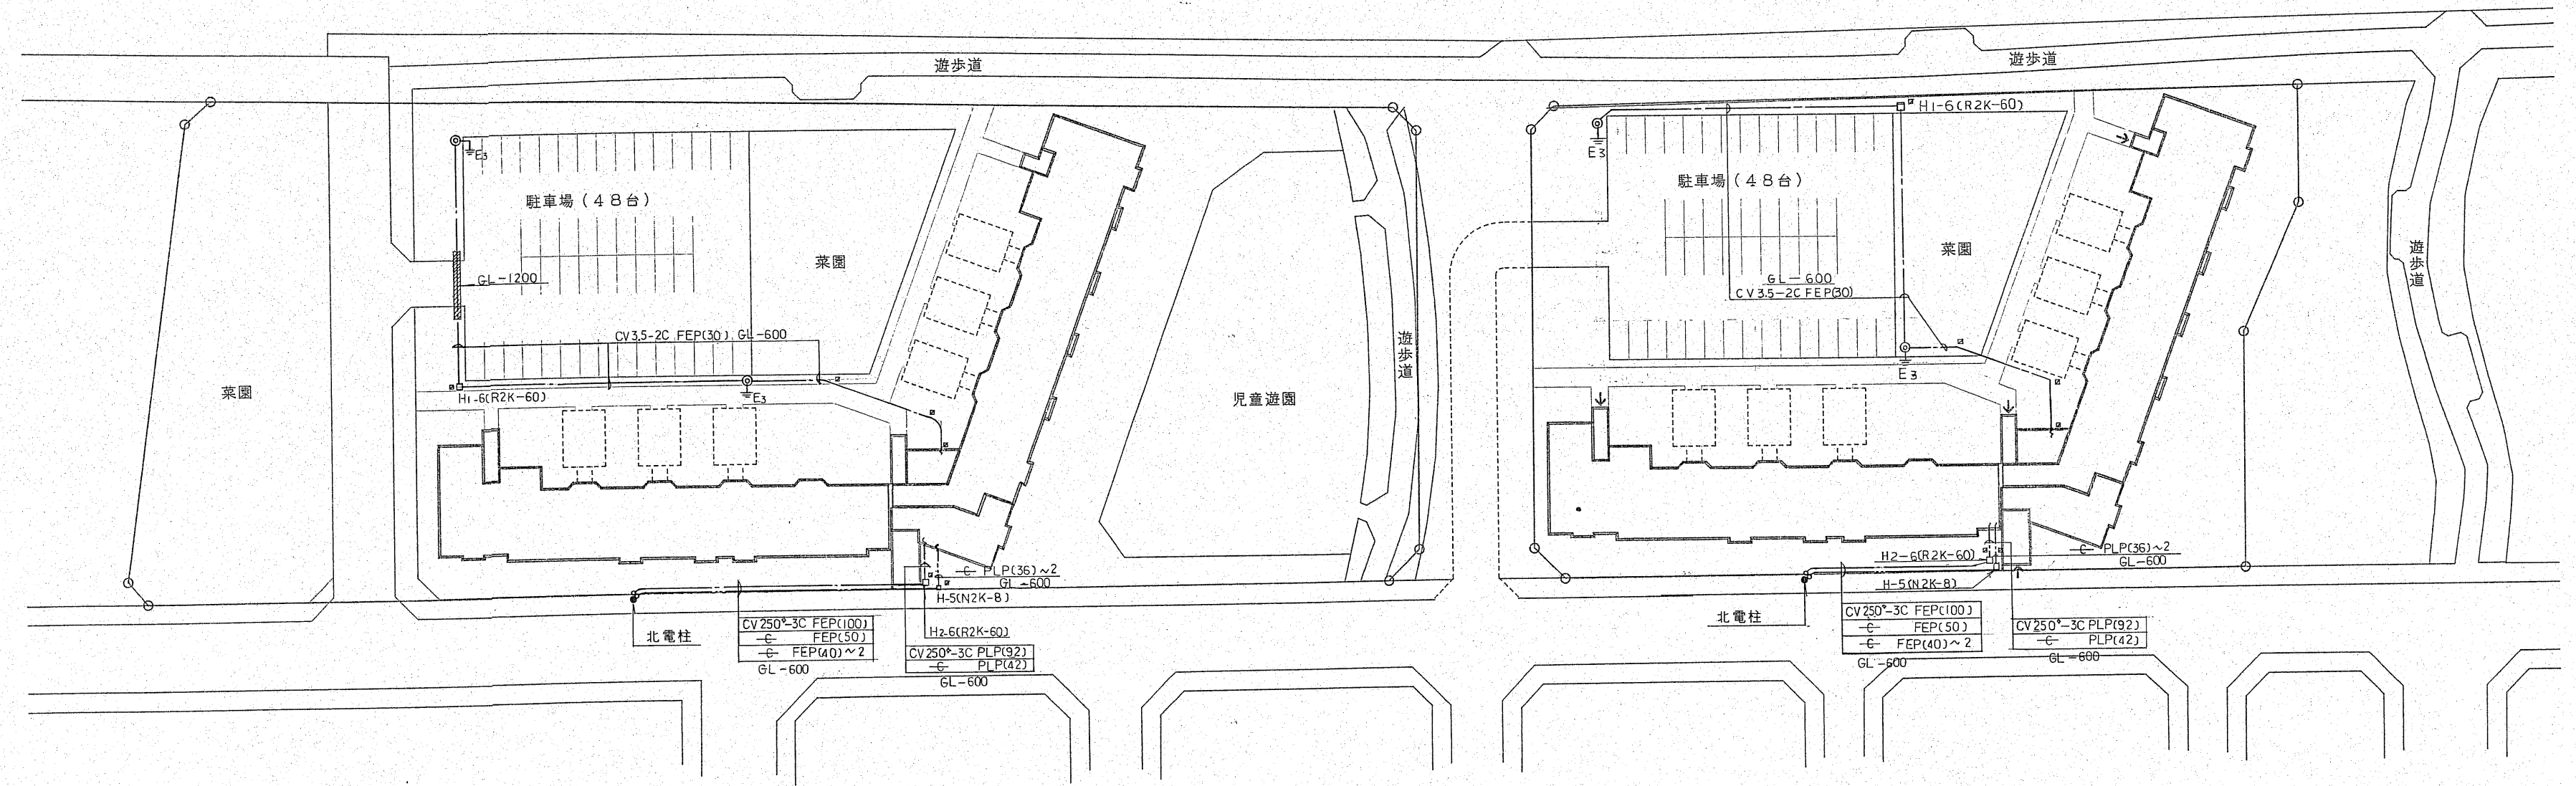 遊歩道
遊歩道
H1-6(R2K-60)
E3
E3
駐車場(48台)
駐車場(48台)
菜園
菜園
遊歩道
GL-1200
GL-600
CV3.5-2C FEP(30)
CV3.5-2C FEP(30) GL-600
遊歩道
菜園
H1-6(R2K-60)
E3
児童遊園
E3
C PLP(36)~2
GL-600
H-5(N2K-8)
H2-6(R2K-60)
C PLP(36)~2
GL-600
H-5(N2K-8)
北電柱
CV250°-3C FEP(100)
C FEP(50)
C FEP(40)~2
GL-600
H2-6(R2K-60)
CV250°-3C PLP(92)
C PLP(42)
GL-600
北電柱
CV250°-3C FEP(100)
C FEP(50)
C FEP(40)~2
GL-600
CV250°-3C PLP(92)
C PLP(42)
GL-600